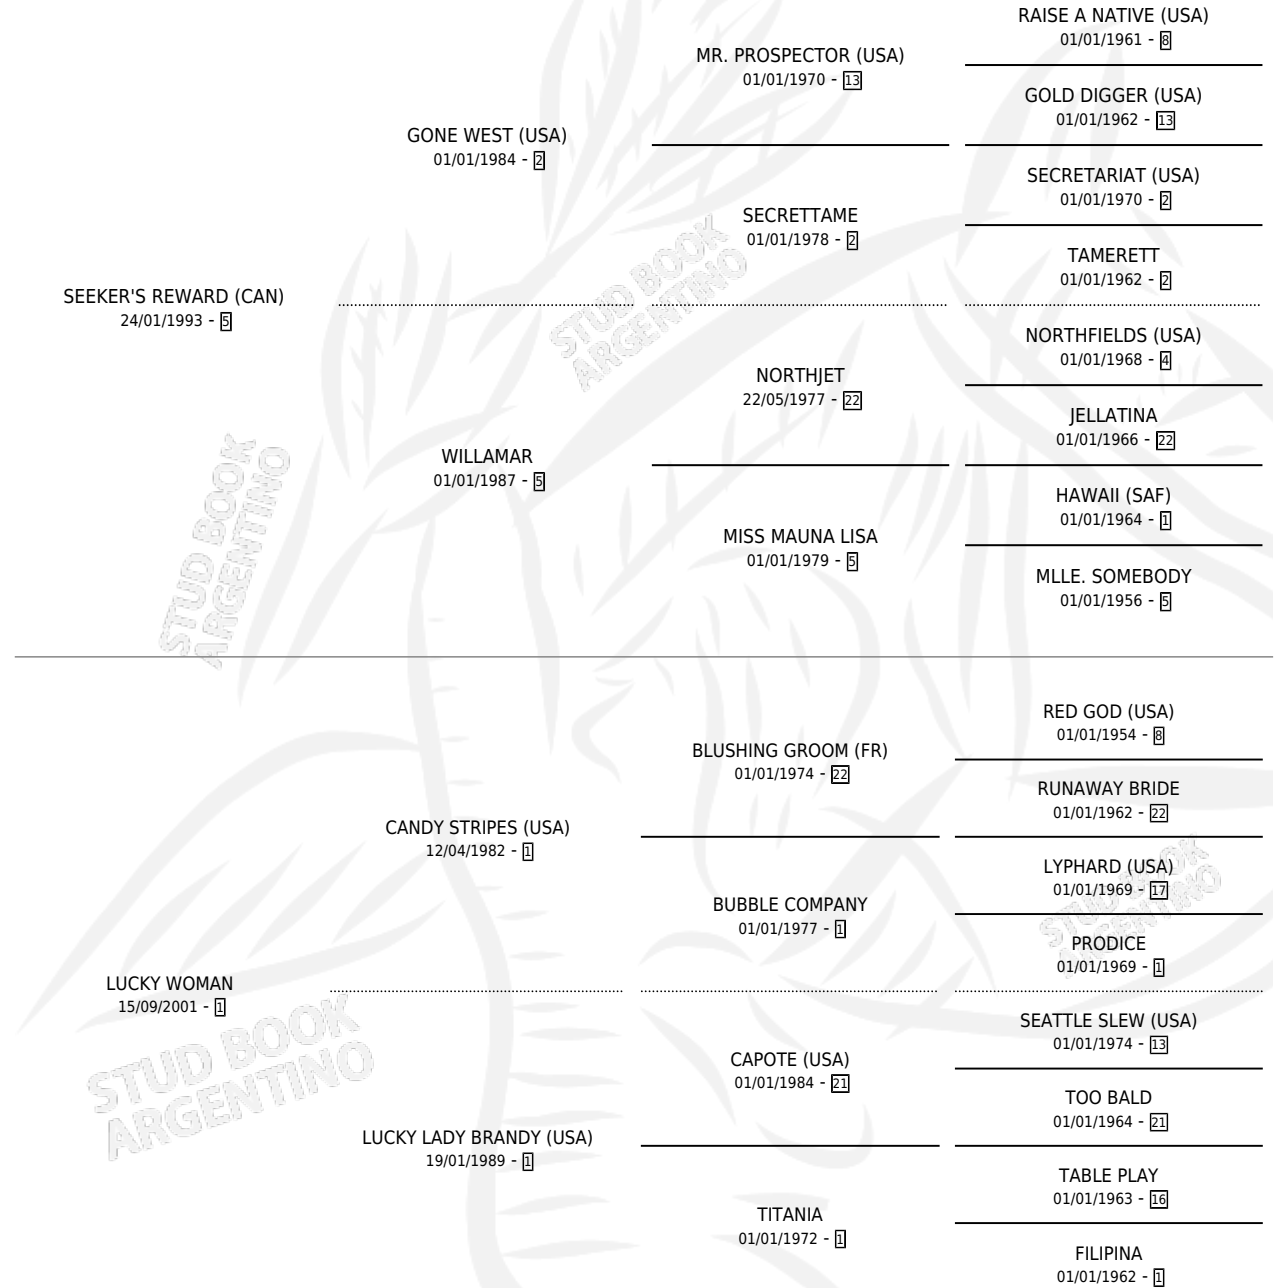 RAISE A NATIVE (USA)
01/01/1961 - 8
MR. PROSPECTOR (USA)
01/01/1970 - 13
GOLD DIGGER (USA)
01/01/1962 - 13
GONE WEST (USA)
01/01/1984 - 2
SECRETARIAT (USA)
01/01/1970 - 2
SECRETTAME
01/01/1978 - 2
TAMERETT
01/01/1962 - 2
SEEKER'S REWARD (CAN)
24/01/1993 - 5
NORTHFIELDS (USA)
01/01/1968 - 4
NORTHJET
22/05/1977 - 22
JELLATINA
01/01/1966 - 22
WILLAMAR
01/01/1987 - 5
HAWAII (SAF)
01/01/1964 - 1
MISS MAUNA LISA
01/01/1979 - 5
MLLE. SOMEBODY
01/01/1956 - 5
STUD BOOK
ARGENTINO
STUD BOOK
ARGENTINO
RED GOD (USA)
01/01/1954 - 8
BLUSHING GROOM (FR)
01/01/1974 - 22
RUNAWAY BRIDE
01/01/1962 - 22
CANDY STRIPES (USA)
12/04/1982 - 1
LYPHARD (USA)
01/01/1969 - 17
BUBBLE COMPANY
01/01/1977 - 1
PRODICE
01/01/1969 - 1
STUD BOOK
ARGENTINO
LUCKY WOMAN
15/09/2001 - 1
SEATTLE SLEW (USA)
01/01/1974 - 13
CAPOTE (USA)
01/01/1984 - 21
TOO BALD
01/01/1964 - 21
LUCKY LADY BRANDY (USA)
19/01/1989 - 1
TABLE PLAY
01/01/1963 - 16
TITANIA
01/01/1972 - 1
FILIPINA
01/01/1962 - 1
STUD BOOK
ARGENTINO